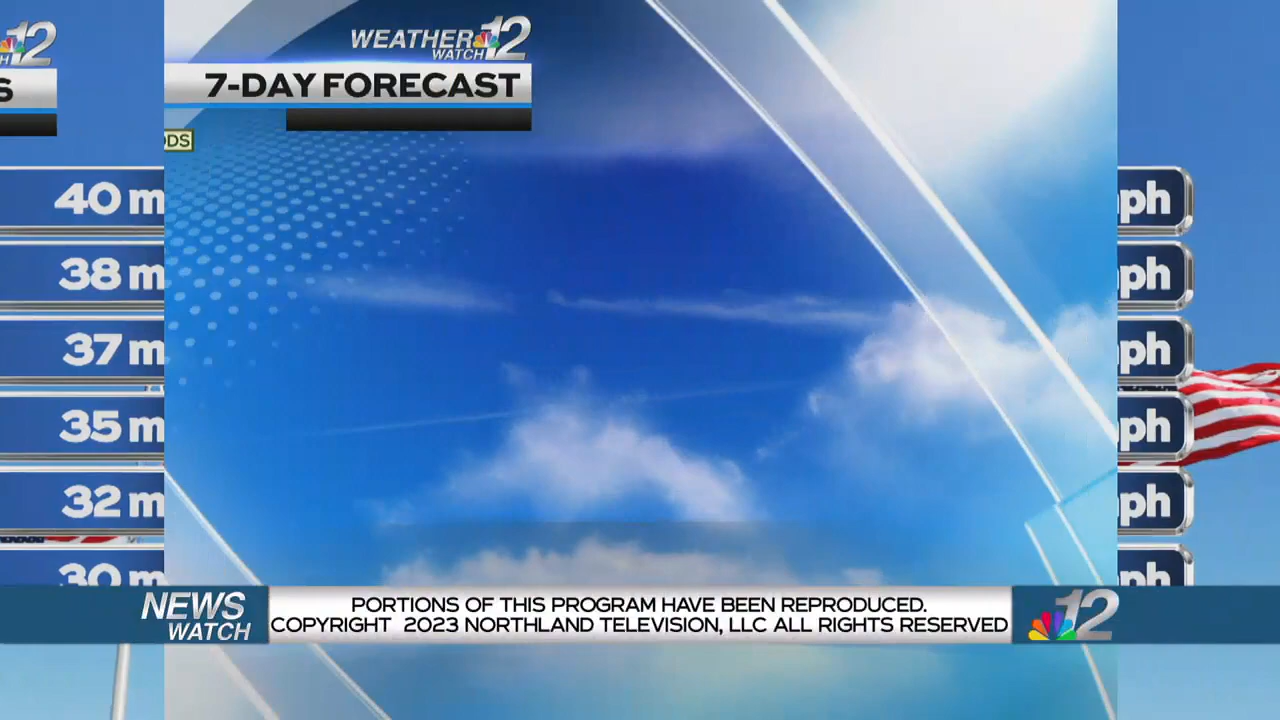 12
WEATHER 12
WATCH
S
7-DAY FORECAST
DS
40 m ph
38 m ph
37 m ph
35 m ph
32 m ph
30 m ph
NEWS
WATCH
PORTIONS OF THIS PROGRAM HAVE BEEN REPRODUCED.
COPYRIGHT 2023 NORTHLAND TELEVISION, LLC ALL RIGHTS RESERVED
12